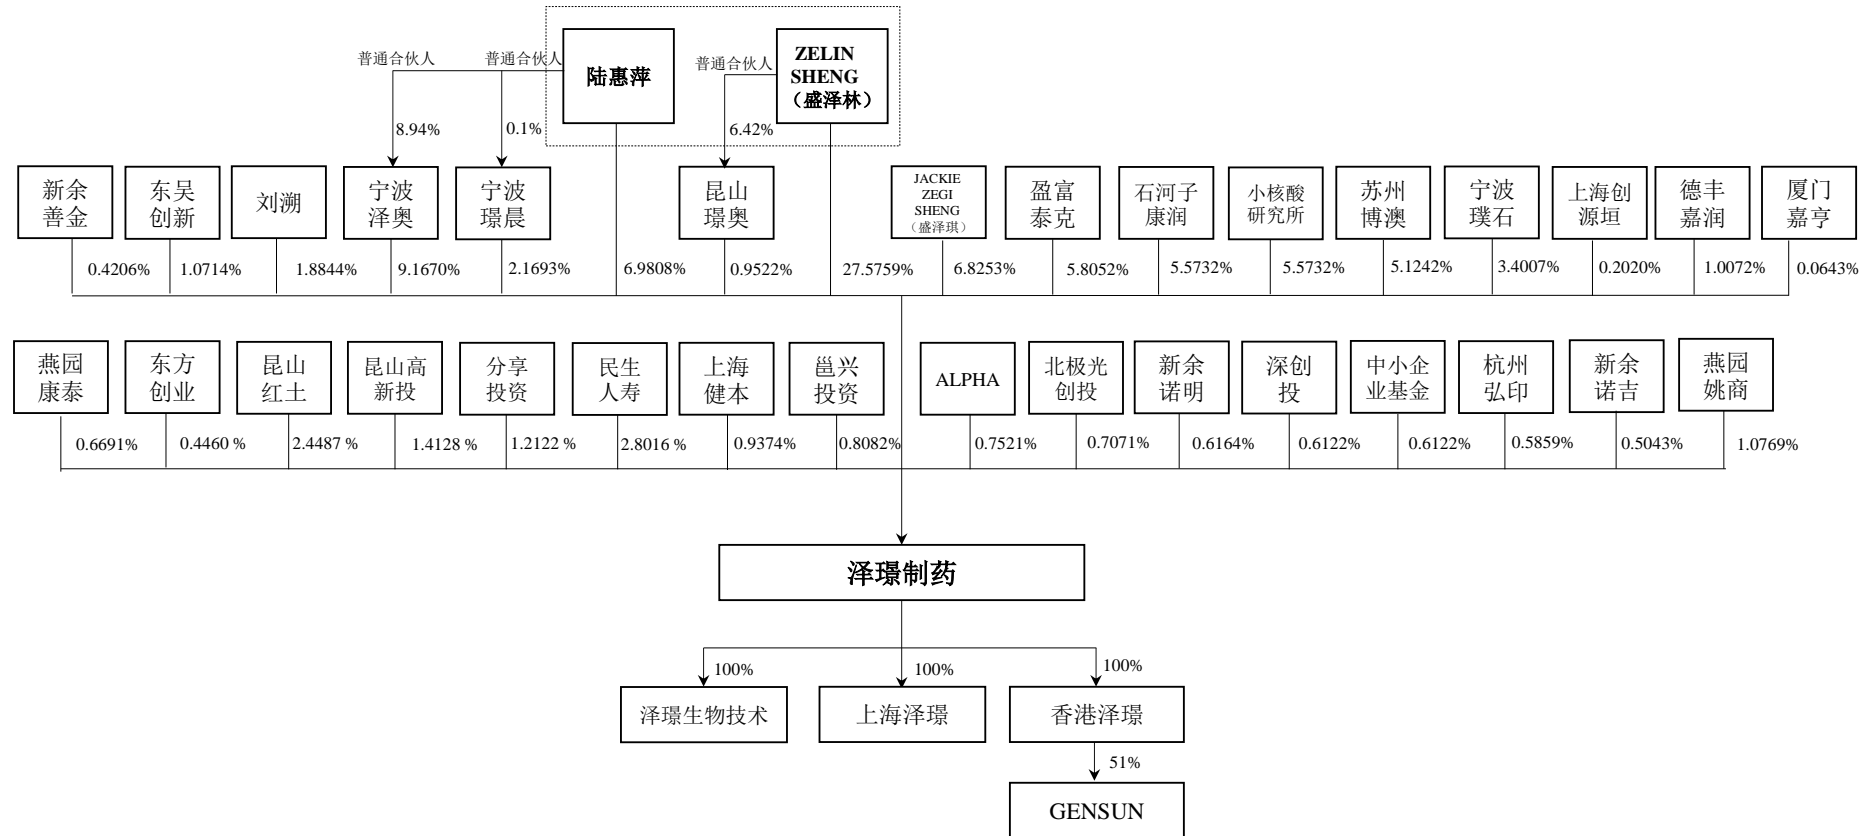 普通合伙人
普通合伙人
陆惠萍
普通合伙人
ZELIN
SHENG
（盛泽林）
8.94%
0.1%
6.42%
新余
善金
东吴
创新
刘溯
宁波
泽奥
宁波
璟晨
昆山
璟奥
JACKIE
ZEGI
SHENG
（盛泽琪）
盈富
泰克
石河子
康润
小核酸
研究所
苏州
博澳
宁波
璞石
上海创
源垣
德丰
嘉润
厦门
嘉亨
0.4206%
1.0714%
1.8844%
9.1670%
2.1693%
6.9808%
0.9522%
27.5759%
6.8253%
5.8052%
5.5732%
5.5732%
5.1242%
3.4007%
0.2020%
1.0072%
0.0643%
燕园
康泰
东方
创业
昆山
红土
昆山高
新投
分享
投资
民生
人寿
上海
健本
邕兴
投资
ALPHA
北极光
创投
新余
诺明
深创
投
中小企
业基金
杭州
弘印
新余
诺吉
燕园
姚商
0.6691%
0.4460 %
2.4487 %
1.4128 %
1.2122 %
2.8016 %
0.9374%
0.8082%
0.7521%
0.7071%
0.6164%
0.6122%
0.6122%
0.5859%
0.5043%
1.0769%
泽璟制药
100%
100%
100%
泽璟生物技术
上海泽璟
香港泽璟
51%
GENSUN